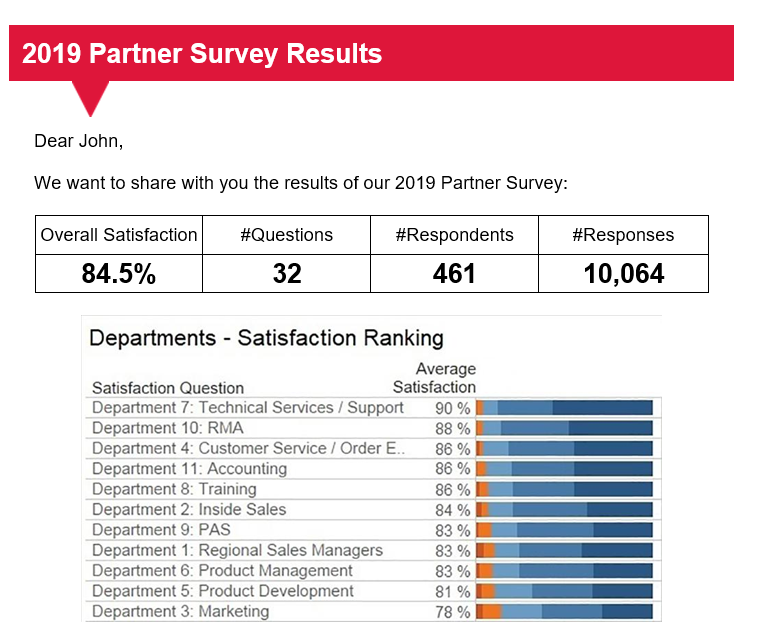 2019 Partner Survey Results
Dear John,
We want to share with you the results of our 2019 Partner Survey:
Overall Satisfaction #Questions #Respondents #Responses
84.5% 32 461 10,064
Departments - Satisfaction Ranking
Average
Satisfaction Question Satisfaction
Department 7: Technical Services / Support 90 %
Department 10: RMA 88 %
Department 4: Customer Service / Order E.. 86 %
Department 11: Accounting 86 %
Department 8: Training 86 %
Department 2: Inside Sales 84 %
Department 9: PAS 83 %
Department 1: Regional Sales Managers 83 %
Department 6: Product Management 83 %
Department 5: Product Development 81 %
Department 3: Marketing 78 %